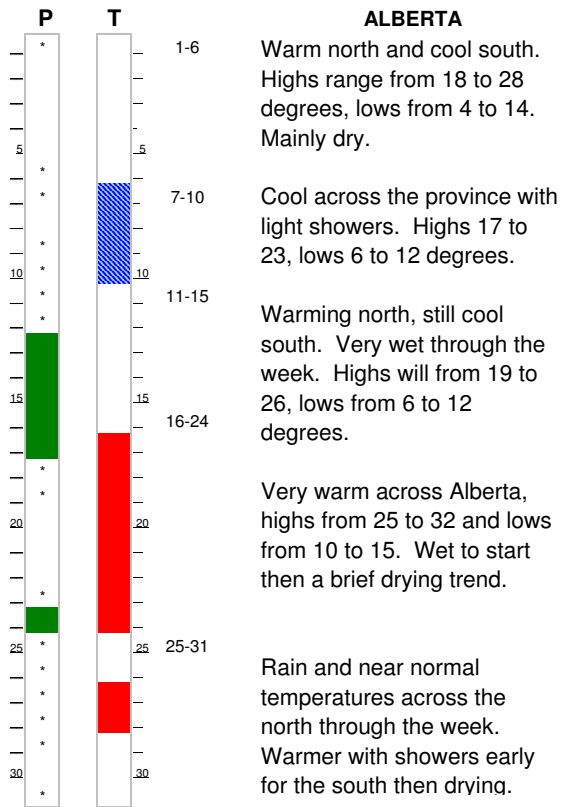 P T ALBERTA
* 1-6 Warm north and cool south.
Highs range from 18 to 28
degrees, lows from 4 to 14.
Mainly dry.
5 5
*
* 7-10 Cool across the province with
light showers. Highs 17 to
*
23, lows 6 to 12 degrees.
* 10 10
* 11-15
* Warming north, still cool
south. Very wet through the
week. Highs will from 19 to
15 15
26, lows from 6 to 12
16-24 degrees.
*
* Very warm across Alberta,
20 20
highs from 25 to 32 and lows
from 10 to 15. Wet to start
then a brief drying trend.
*
* 25 25 25-31
* Rain and near normal
* temperatures across the
* north through the week.
* Warmer with showers early
30 30
* for the south then drying.